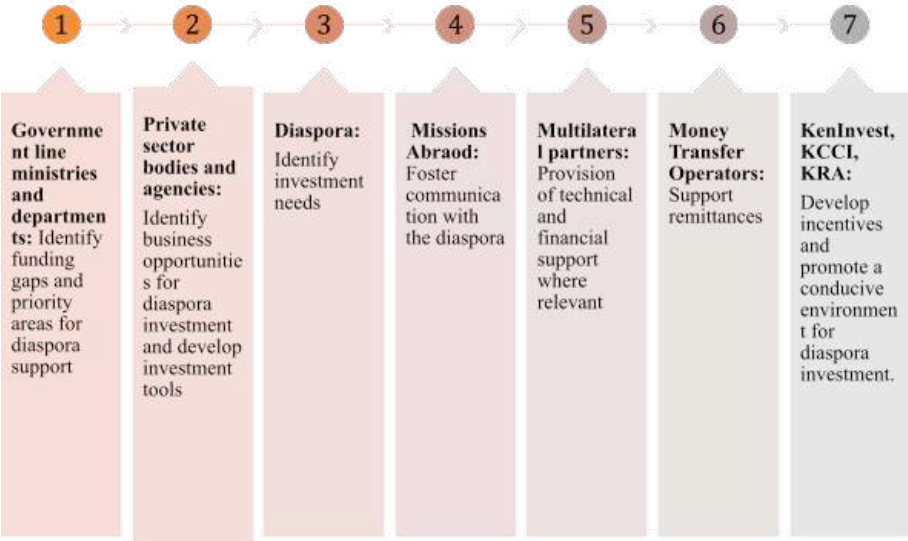 1
2
3
4
5
6
7
Governme
nt line
ministries
and
departmen
ts: Identify
funding
gaps and
priority
areas for
diaspora
support
Private
sector
bodies and
agencies:
Identify
business
opportunitie
s for
diaspora
investment
and develop
investment
tools
Diaspora:
Identify
investment
needs
Missions
Abraod:
Foster
communica
tion with
the diaspora
Multilatera
l partners:
Provision
of technical
and
financial
support
where
relevant
Money
Transfer
Operators:
Support
remittances
KenInvest,
KCCI,
KRA:
Develop
incentives
and
promote a
conducive
environmen
t for
diaspora
investment.